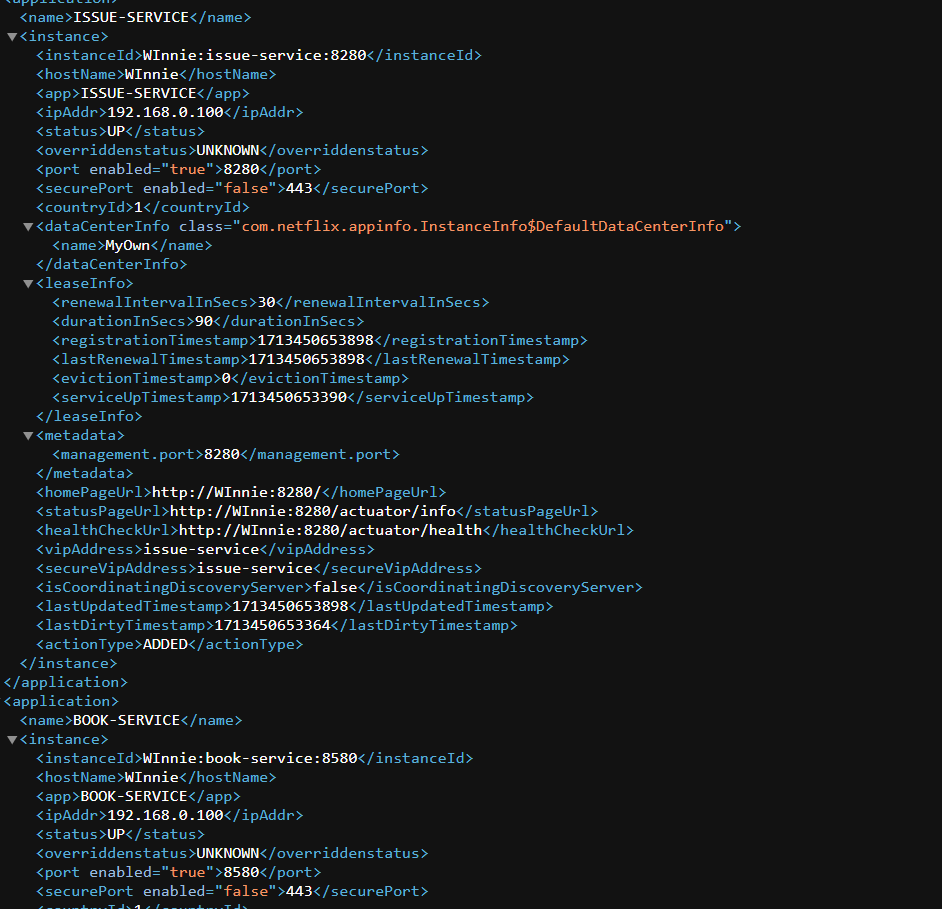 <application>
<name>ISSUE-SERVICE</name>
<instance>
<instanceId>WInnie:issue-service:8280</instanceId>
<hostName>WInnie</hostName>
<app>ISSUE-SERVICE</app>
<ipAddr>192.168.0.100</ipAddr>
<status>UP</status>
<overriddenstatus>UNKNOWN</overriddenstatus>
<port enabled="true">8280</port>
<securePort enabled="false">443</securePort>
<countryId>1</countryId>
<dataCenterInfo class="com.netflix.appinfo.InstanceInfo$DefaultDataCenterInfo">
<name>MyOwn</name>
</dataCenterInfo>
<leaseInfo>
<renewalIntervalInSecs>30</renewalIntervalInSecs>
<durationInSecs>90</durationInSecs>
<registrationTimestamp>1713450653898</registrationTimestamp>
<lastRenewalTimestamp>1713450653898</lastRenewalTimestamp>
<evictionTimestamp>0</evictionTimestamp>
<serviceUpTimestamp>1713450653390</serviceUpTimestamp>
</leaseInfo>
<metadata>
<management.port>8280</management.port>
</metadata>
<homePageUrl>http://WInnie:8280/</homePageUrl>
<statusPageUrl>http://WInnie:8280/actuator/info</statusPageUrl>
<healthCheckUrl>http://WInnie:8280/actuator/health</healthCheckUrl>
<vipAddress>issue-service</vipAddress>
<secureVipAddress>issue-service</secureVipAddress>
<isCoordinatingDiscoveryServer>false</isCoordinatingDiscoveryServer>
<lastUpdatedTimestamp>1713450653898</lastUpdatedTimestamp>
<lastDirtyTimestamp>1713450653364</lastDirtyTimestamp>
<actionType>ADDED</actionType>
</instance>
</application>
<application>
<name>BOOK-SERVICE</name>
<instance>
<instanceId>WInnie:book-service:8580</instanceId>
<hostName>WInnie</hostName>
<app>BOOK-SERVICE</app>
<ipAddr>192.168.0.100</ipAddr>
<status>UP</status>
<overriddenstatus>UNKNOWN</overriddenstatus>
<port enabled="true">8580</port>
<securePort enabled="false">443</securePort>
<countryId>1</countryId>